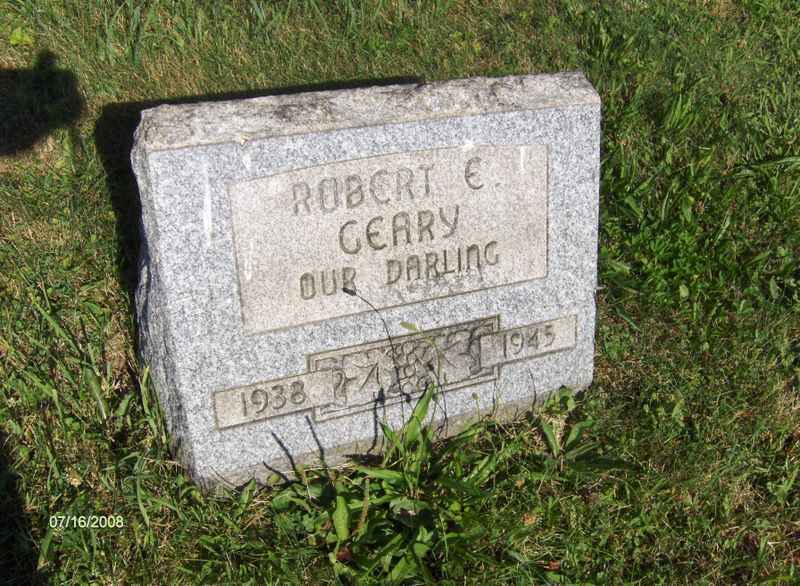 ROBERT E.
GEARY
OUR DARLING
1938 1945
07/16/2008